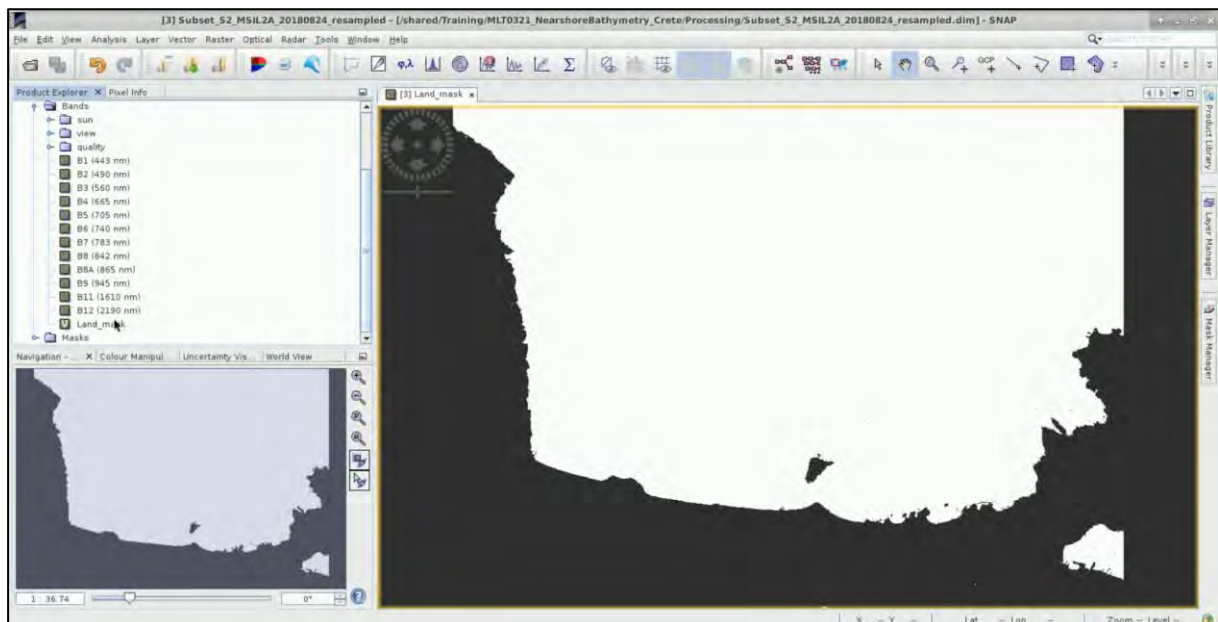 [3] Subset_S2_MSIL2A_20180824_resampled - [/shared/Training/MLT0321_NearshoreBathymetry_Crete/Processing/Subset_S2_MSIL2A_20180824_resampled.dim] - SNAP
File Edit View Analysis Layer Vector Raster Optical Radar Tools Window Help
φ,λ Σ GCP
Product Explorer X Pixel Info
[3] Land_mask x
Bands
sun
view
quality
B1 (443 nm)
B2 (490 nm)
B3 (560 nm)
B4 (665 nm)
B5 (705 nm)
B6 (740 nm)
B7 (783 nm)
B8 (842 nm)
B8A (865 nm)
B9 (945 nm)
B11 (1610 nm)
B12 (2190 nm)
V Land_mask
Masks
Navigation - ... X Colour Manipul... Uncertainty Vis... World View
1 : 36.74 0°
Product Library
Layer Manager
Mask Manager
X -- Y -- Lat -- Lon -- Zoom -- Level --